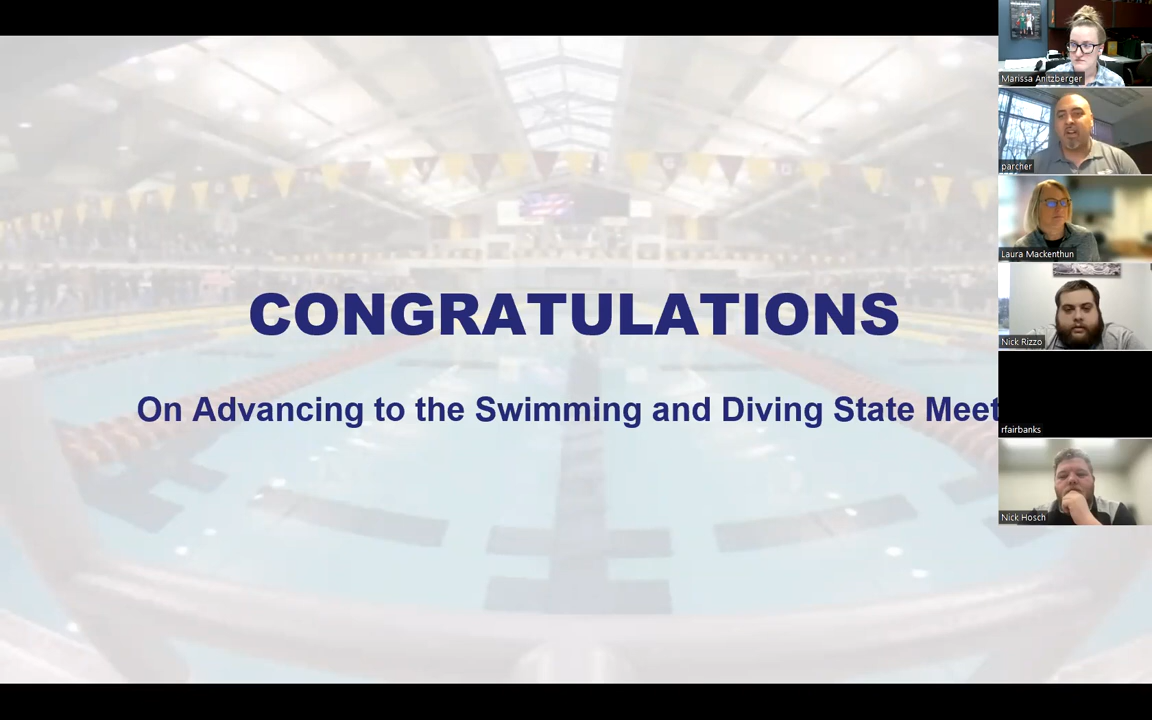 CONGRATULATIONS
On Advancing to the Swimming and Diving State Meet
Marissa Anitzberger
parcher
Laura Mackenthun
Nick Rizzo
rfairbanks
Nick Hosch